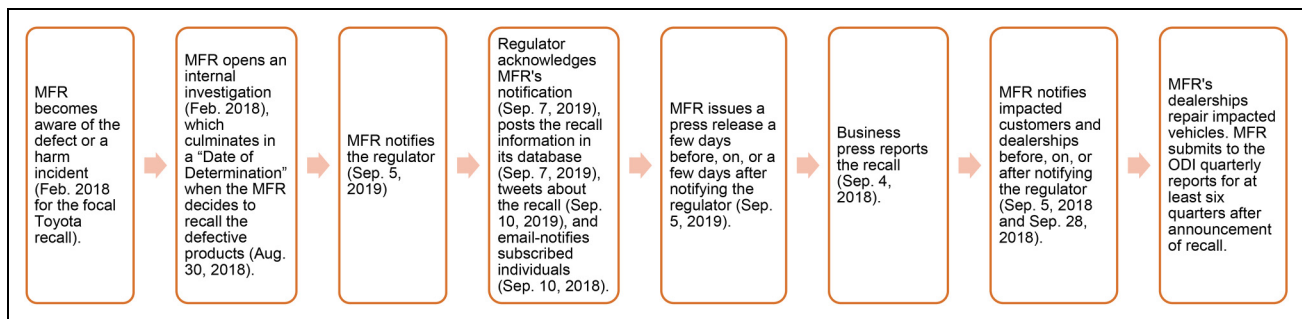 MFR
becomes
aware of the
defect or a
harm
incident
(Feb. 2018
for the focal
Toyota
recall).
MFR opens an
internal
investigation
(Feb. 2018),
which
culminates in
a “Date of
Determination”
when the MFR
decides to
recall the
defective
products (Aug.
30, 2018).
MFR notifies
the regulator
(Sep. 5,
2019)
Regulator
acknowledges
MFR's
notification
(Sep. 7, 2019),
posts the recall
information in
its database
(Sep. 7, 2019),
tweets about
the recall (Sep.
10, 2019), and
email-notifies
subscribed
individuals
(Sep. 10, 2018).
MFR issues a
press release a
few days
before, on, or a
few days after
notifying the
regulator (Sep.
5, 2019).
Business
press reports
the recall
(Sep. 4,
2018).
MFR notifies
impacted
customers and
dealerships
before, on, or
after notifying
the regulator
(Sep. 5, 2018
and Sep. 28,
2018).
MFR's
dealerships
repair impacted
vehicles. MFR
submits to the
ODI quarterly
reports for at
least six
quarters after
announcement
of recall.